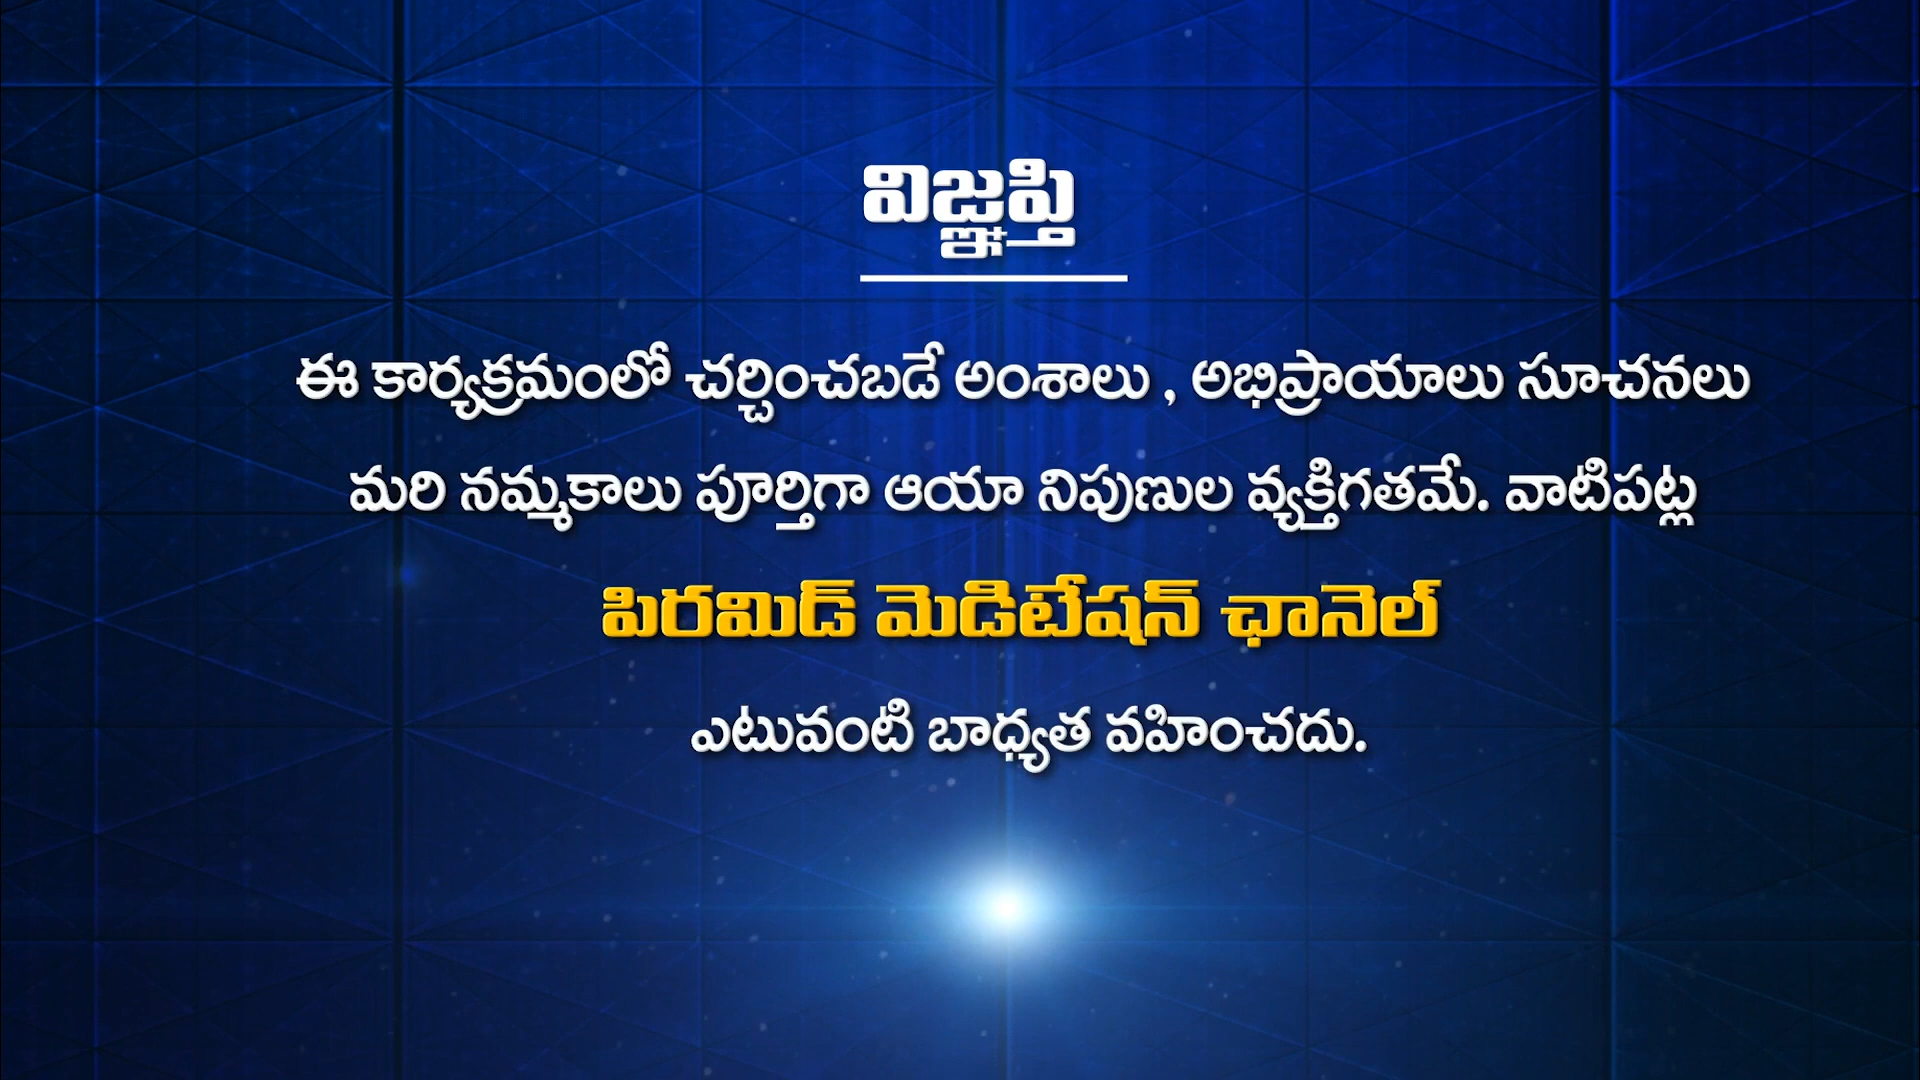 విజ్ఞప్తి
ఈ కార్యక్రమంలో చర్చించబడే అంశాలు , అభిప్రాయాలు సూచనలు
మరి నమ్మకాలు పూర్తిగా ఆయా నిపుణుల వ్యక్తిగతమే. వాటిపట్ల
పిరమిడ్ మెడిటేషన్ ఛానెల్
ఎటువంటి బాధ్యత వహించదు.